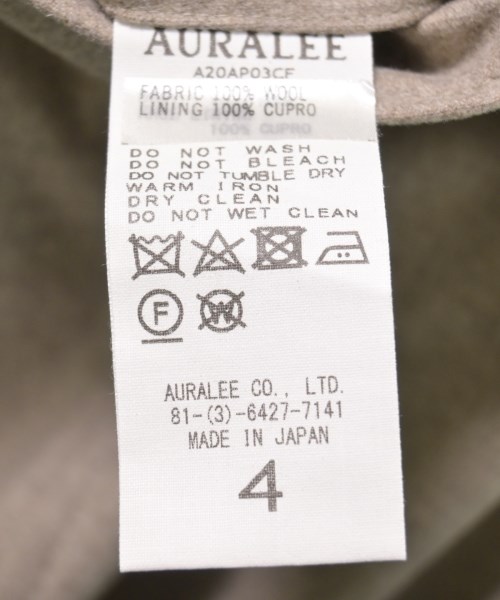 AURALEE
A20AP03CF
FABRIC 100% WOOL
LINING 100% CUPRO
100% CUPRO
DO NOT WASH
DO NOT BLEACH
DO NOT TUMBLE DRY
WARM IRON
DRY CLEAN
DO NOT WET CLEAN
F W
AURALEE CO., LTD.
81-(3)-6427-7141
MADE IN JAPAN
4